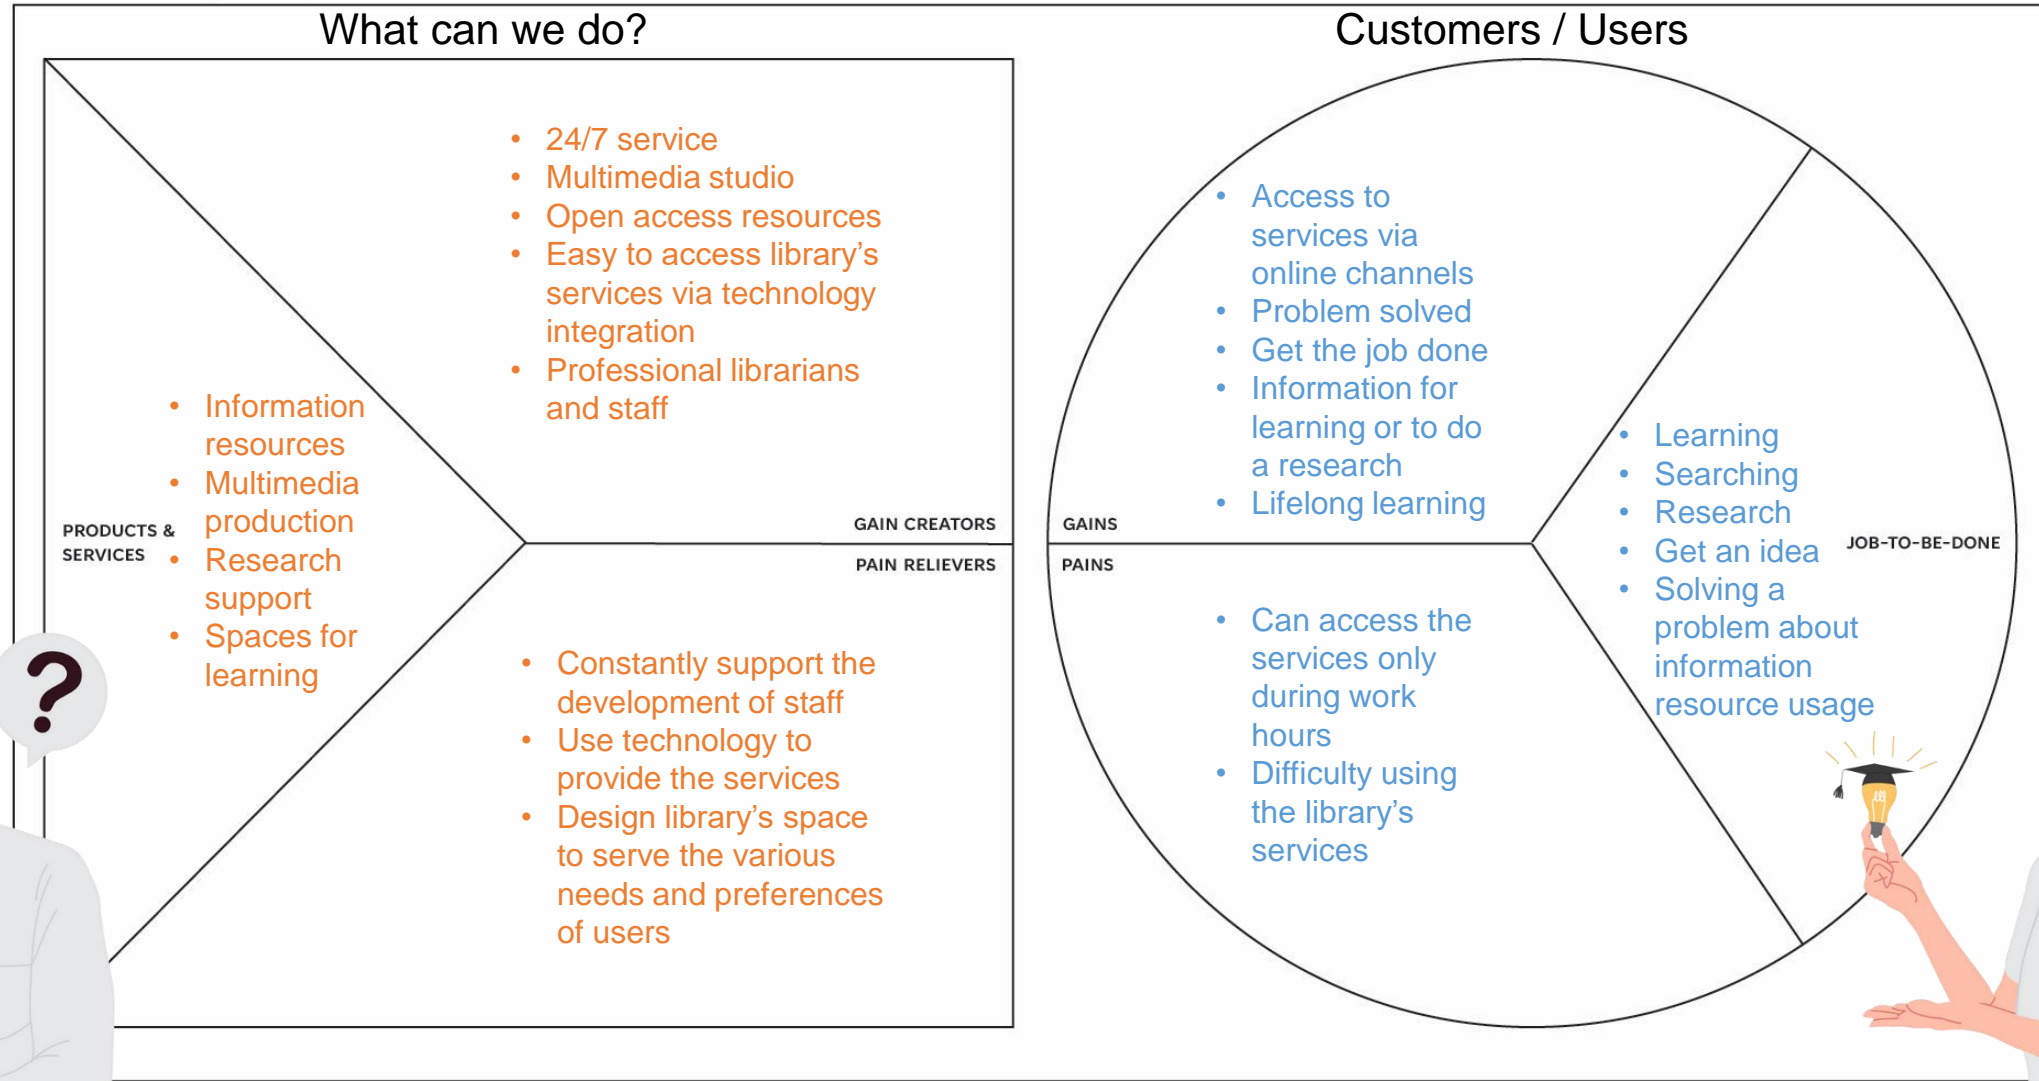 What can we do?
Customers / Users
• 24/7 service
• Multimedia studio
• Open access resources
• Easy to access library’s
services via technology
integration
• Professional librarians
and staff
GAIN CREATORS
• Information
resources
• Multimedia
production
• Research
support
• Spaces for
learning
PRODUCTS &
SERVICES
PAIN RELIEVERS
• Constantly support the
development of staff
• Use technology to
provide the services
• Design library’s space
to serve the various
needs and preferences
of users
?
• Access to
services via
online channels
• Problem solved
• Get the job done
• Information for
learning or to do
a research
• Lifelong learning
GAINS
PAINS
• Can access the
services only
during work
hours
• Difficulty using
the library’s
services
• Learning
• Searching
• Research
• Get an idea
• Solving a
problem about
information
resource usage
JOB-TO-BE-DONE